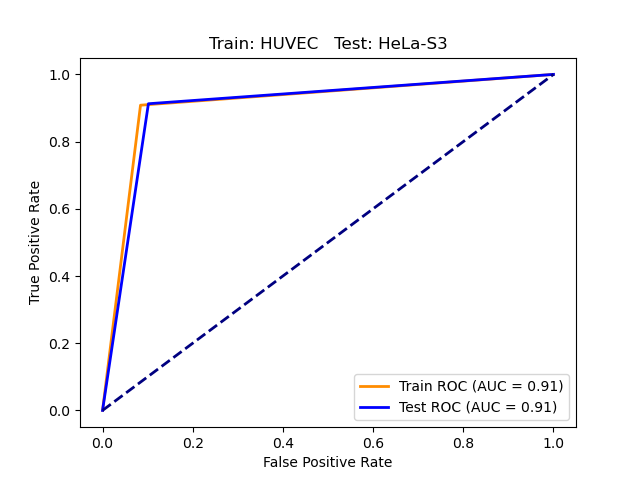 Train: HUVEC   Test: HeLa-S3
True Positive Rate
1.0
0.8
0.6
0.4
0.2
0.0
Train ROC (AUC = 0.91)
Test ROC (AUC = 0.91)
0.0 0.2 0.4 0.6 0.8 1.0
False Positive Rate